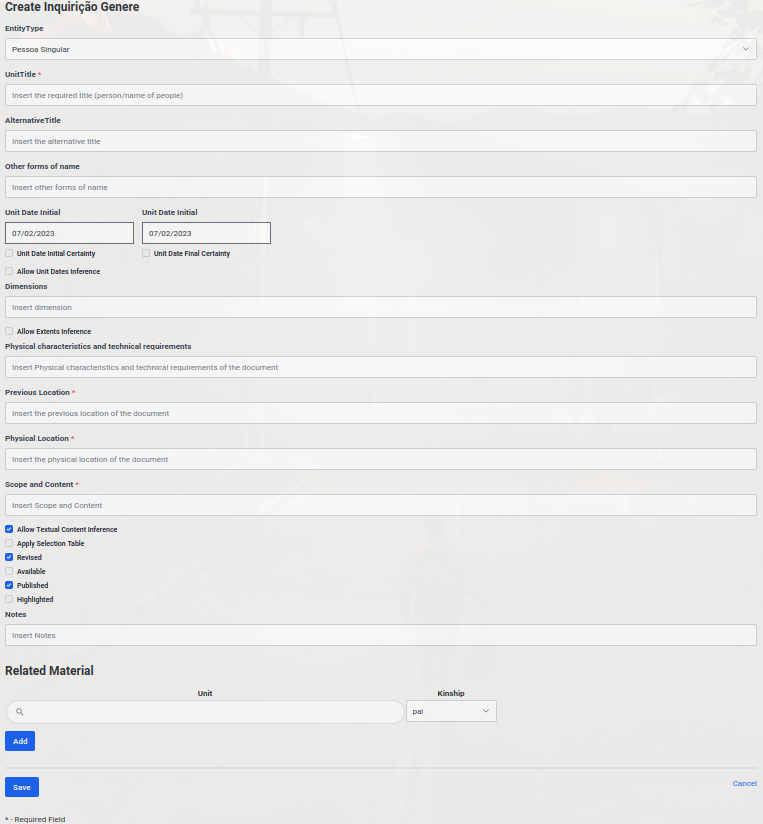 Create Inquirição Genere
EntityType
Pessoa Singular
UnitTitle *
Insert the required title (person/name of people)
AlternativeTitle
Insert the alternative title
Other forms of name
Insert other forms of name
Unit Date Initial Unit Date Initial
07/02/2023 07/02/2023
Unit Date Initial Certainty Unit Date Final Certainty
Allow Unit Dates Inference
Dimensions
Insert dimension
Allow Extents Inference
Physical characteristics and technical requirements
Insert Physical characteristics and technical requirements of the document
Previous Location *
Insert the previous location of the document
Physical Location *
Insert the physical location of the document
Scope and Content *
Insert Scope and Content
Allow Textual Content Inference
Apply Selection Table
Revised
Available
Published
Highlighted
Notes
Insert Notes
Related Material
Unit Kinship
pai
Add
Save Cancel
* - Required Field